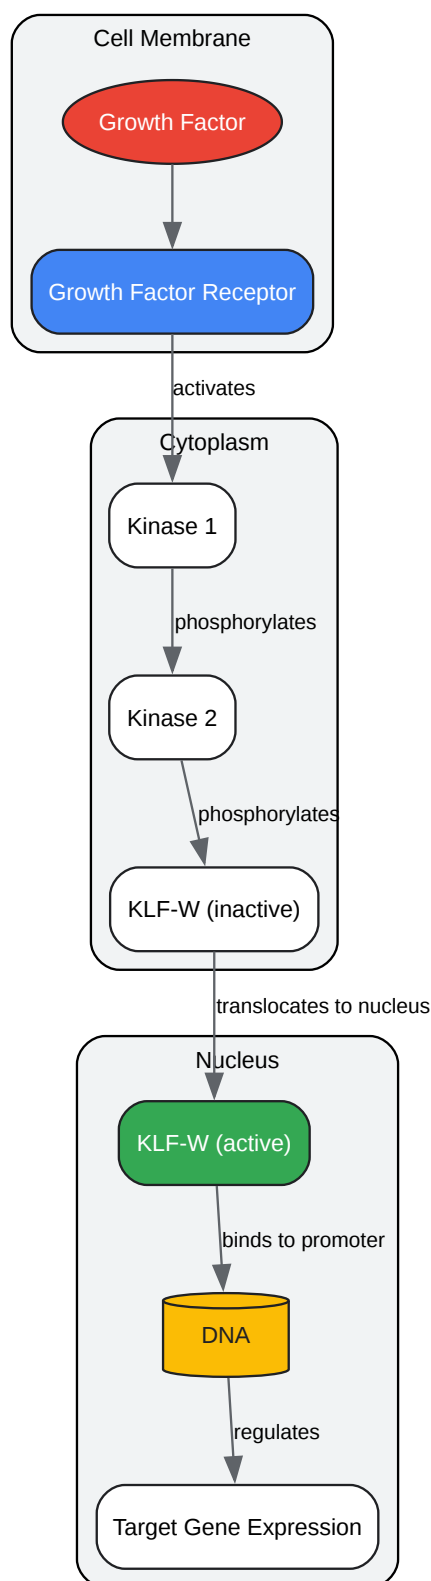 Cell Membrane
Growth Factor
Growth Factor Receptor
activates
Cytoplasm
Kinase 1
phosphorylates
Kinase 2
phosphorylates
KLF-W (inactive)
translocates to nucleus
Nucleus
KLF-W (active)
binds to promoter
DNA
regulates
Target Gene Expression